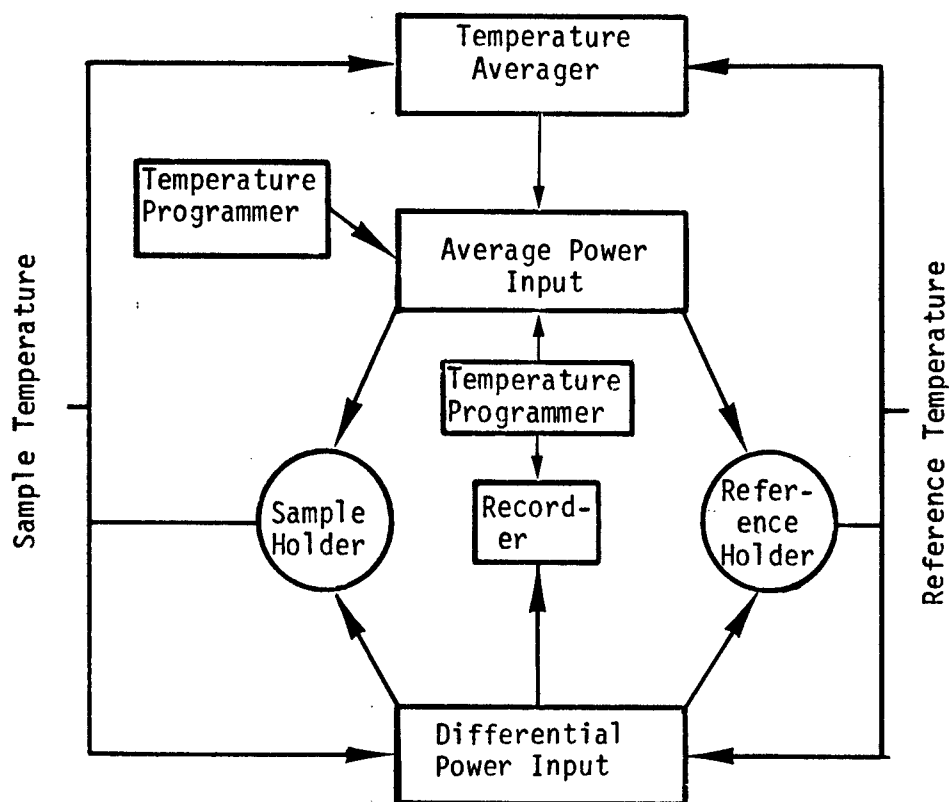 Temperature
Averager
Temperature
Programmer
Average Power
Input
Temperature
Programmer
Sample Temperature
Reference Temperature
Sample
Holder
Record-
er
Refer-
ence
Holder
Differential
Power Input